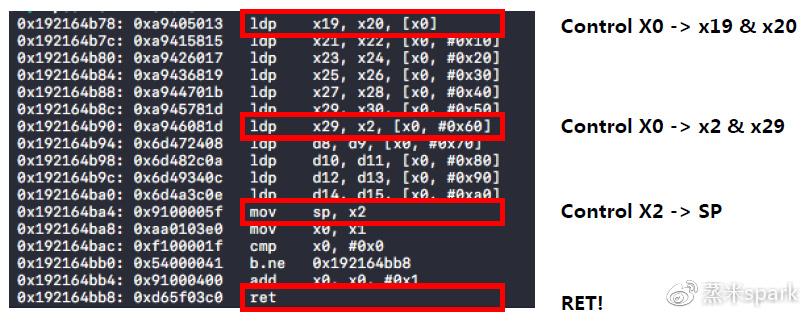 0x192164b78: 0xa9405013 ldp x19, x20, [x0] Control X0 -> x19 & x20
0x192164b7c: 0xa9415815 ldp x21, x22, [x0, #0x10]
0x192164b80: 0xa9426017 ldp x23, x24, [x0, #0x20]
0x192164b84: 0xa9436819 ldp x25, x26, [x0, #0x30]
0x192164b88: 0xa944701b ldp x27, x28, [x0, #0x40]
0x192164b8c: 0xa945781d ldp x29, x30, [x0, #0x50]
0x192164b90: 0xa946081d ldp x29, x2, [x0, #0x60] Control X0 -> x2 & x29
0x192164b94: 0x6d472408 ldp d8, d9, [x0, #0x70]
0x192164b98: 0x6d482c0a ldp d10, d11, [x0, #0x80]
0x192164b9c: 0x6d49340c ldp d12, d13, [x0, #0x90]
0x192164ba0: 0x6d4a3c0e ldp d14, d15, [x0, #0xa0]
0x192164ba4: 0x9100005f mov sp, x2 Control X2 -> SP
0x192164ba8: 0xaa0103e0 mov x0, x1
0x192164bac: 0xf100001f cmp x0, #0x0
0x192164bb0: 0x54000041 b.ne 0x192164bb8
0x192164bb4: 0x91000400 add x0, x0, #0x1
0x192164bb8: 0xd65f03c0 ret RET!
蒸米spark